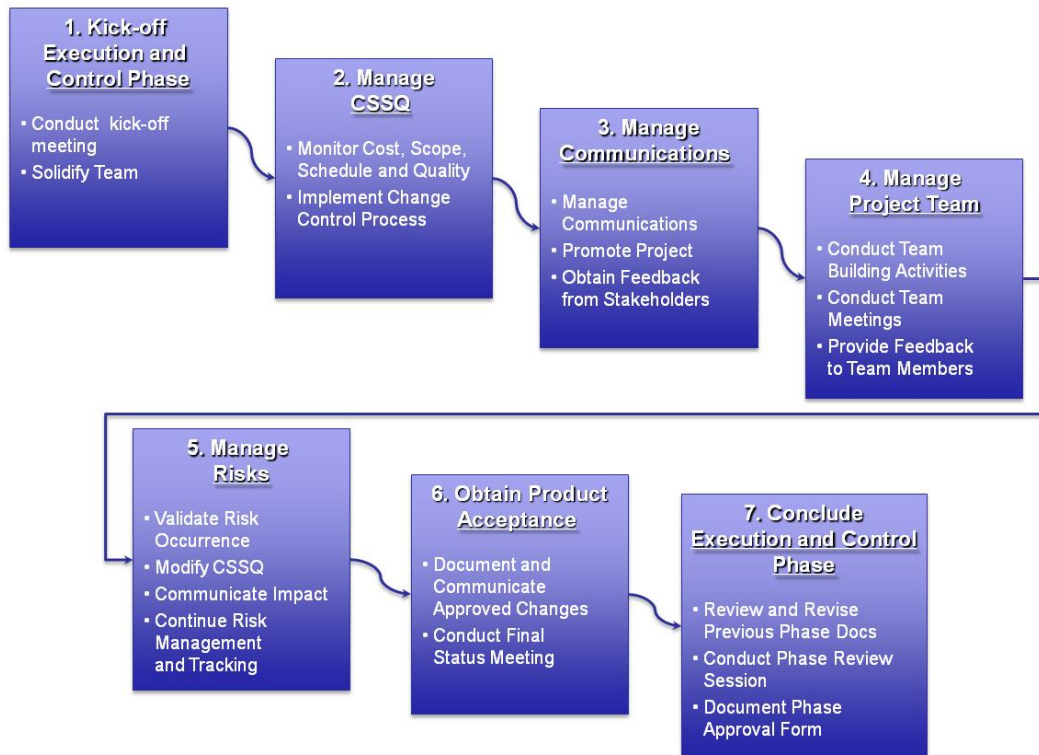 1. Kick-off
Execution and
Control Phase
▪ Conduct kick-off
meeting
▪ Solidify Team
2. Manage
CSSQ
▪ Monitor Cost, Scope,
Schedule and Quality
▪ Implement Change
Control Process
3. Manage
Communications
▪ Manage
Communications
▪ Promote Project
▪ Obtain Feedback
from Stakeholders
4. Manage
Project Team
▪ Conduct Team
Building Activities
▪ Conduct Team
Meetings
▪ Provide Feedback
to Team Members
5. Manage
Risks
▪ Validate Risk
Occurrence
▪ Modify CSSQ
▪ Communicate Impact
▪ Continue Risk
Management
and Tracking
6. Obtain Product
Acceptance
▪ Document and
Communicate
Approved Changes
▪ Conduct Final
Status Meeting
7. Conclude
Execution and Control
Phase
▪ Review and Revise
Previous Phase Docs
▪ Conduct Phase Review
Session
▪ Document Phase
Approval Form